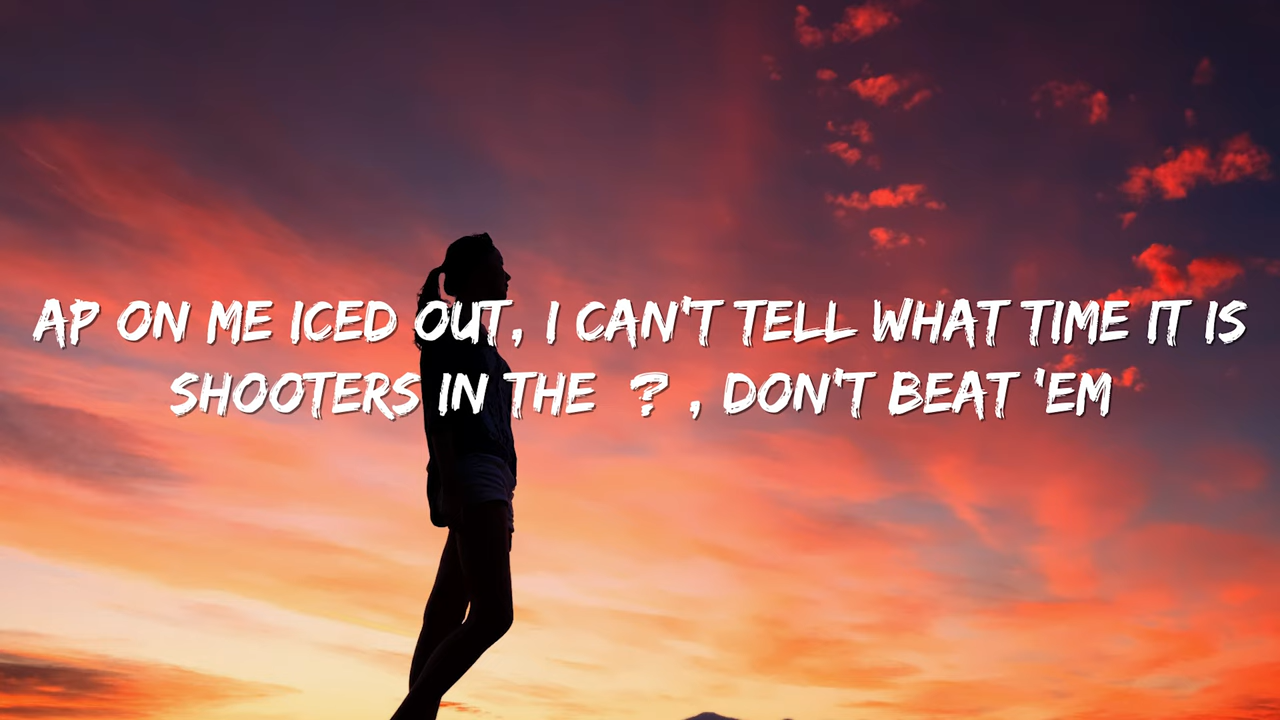 AP ON ME ICED OUT, I CAN'T TELL WHAT TIME IT IS
SHOOTERS IN THE ? , DON'T BEAT 'EM